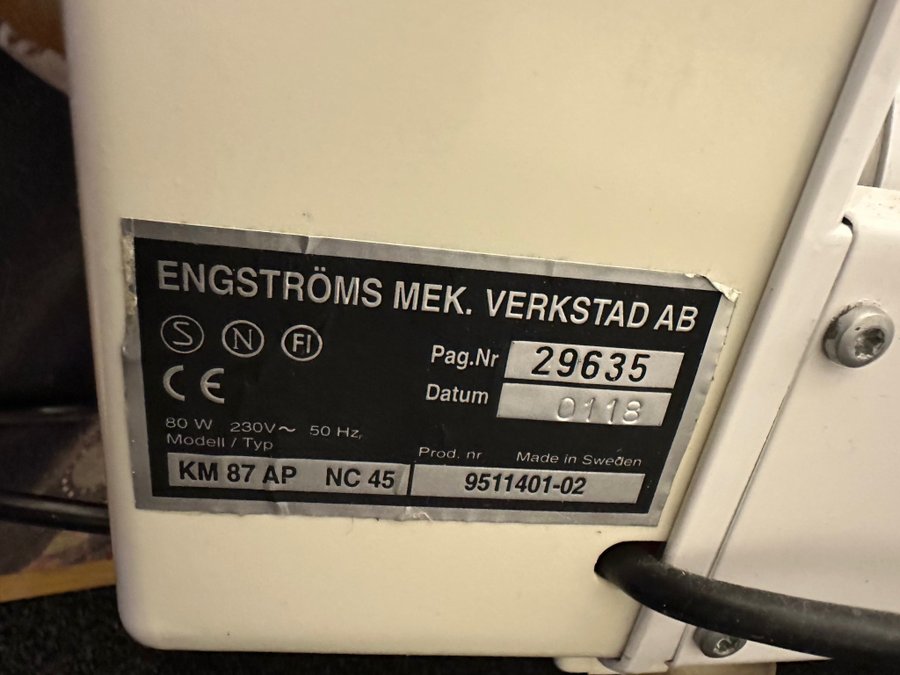 ENGSTRÖMS MEK. VERKSTAD AB
S N FI
CE
Pag.Nr 29635
Datum 0118
80 W 230V~ 50 Hz,
Modell / Typ
KM 87 AP NC 45
Prod. nr Made in Sweden
9511401-02